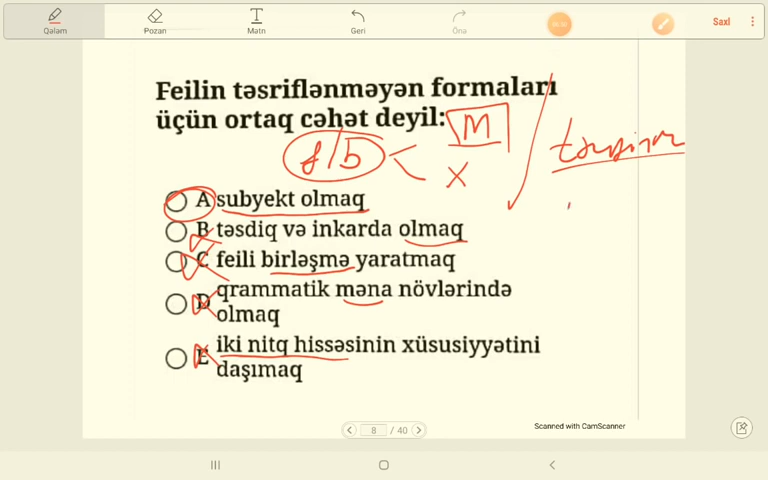 Qələm
Pozan
Mətn
Geri
Önə
Saxl
Feilin təsriflənməyən formaları
üçün ortaq cəhət deyil:
M
f/b
X
A subyekt olmaq
B təsdiq və inkarda olmaq
C feili birləşmə yaratmaq
D qrammatik məna növlərində
olmaq
E iki nitq hissəsinin xüsusiyyətini
daşımaq
Scanned with CamScanner
8 / 40